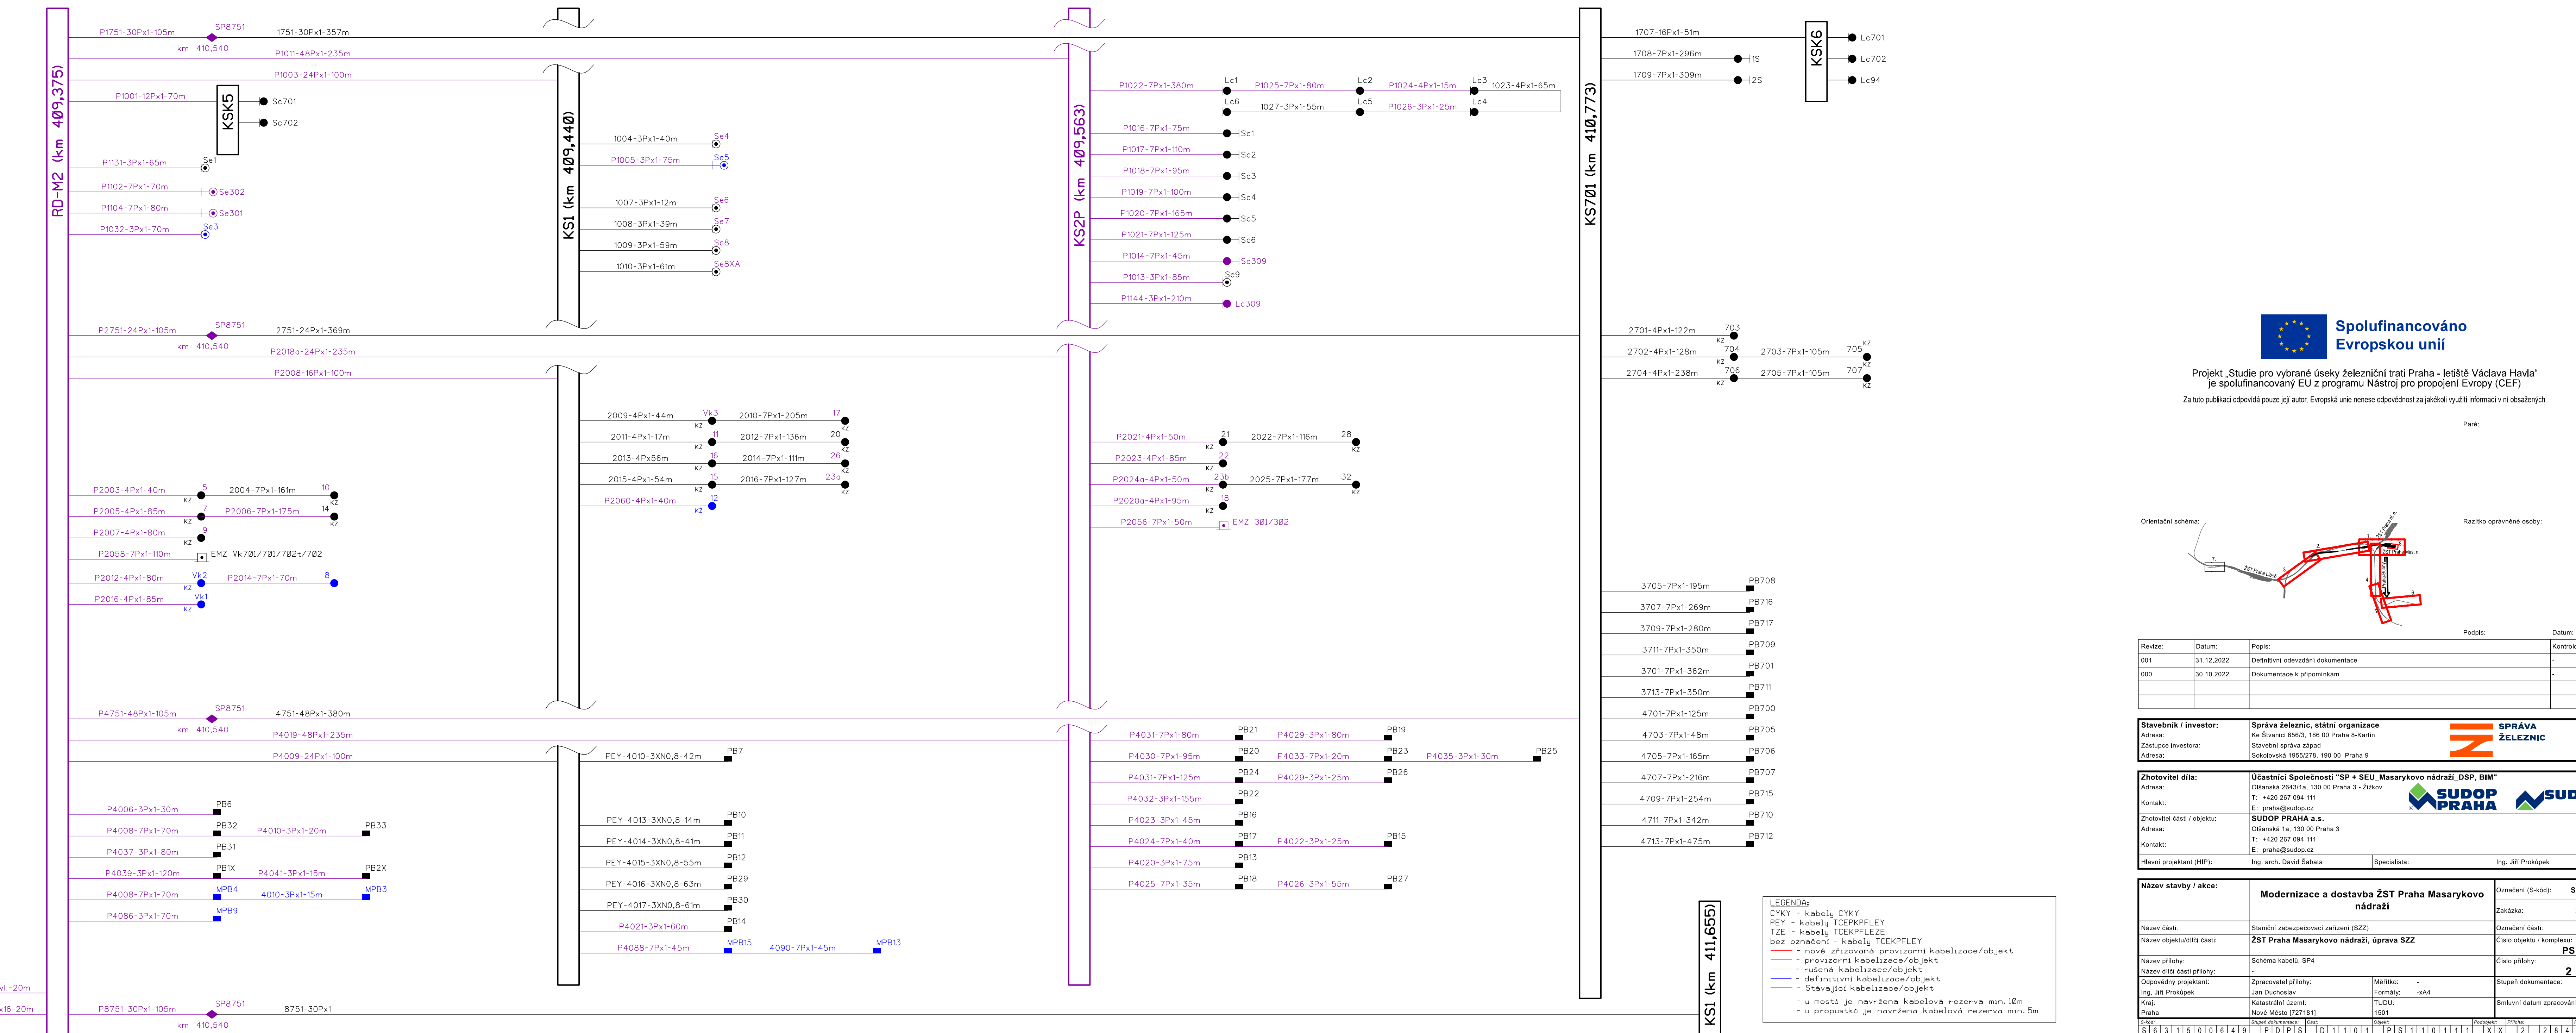 RD-M2 (km 409,375)
P1751-30Px1-105m
SP8751
1751-30Px1-357m
km 410,540
P1011-48Px1-235m
P1003-24Px1-100m
P1001-12Px1-70m
KSK5
Sc701
Sc702
P1131-3Px1-65m
Se1
P1102-7Px1-70m
Se302
P1104-7Px1-80m
Se301
P1032-3Px1-70m
Se3
P2751-24Px1-105m
SP8751
2751-24Px1-369m
km 410,540
P2018a-24Px1-235m
P2008-16Px1-100m
P2003-4Px1-40m
5
KZ
2004-7Px1-161m
10
KZ
P2005-4Px1-85m
7
KZ
P2006-7Px1-175m
14
KZ
P2007-4Px1-80m
9
KZ
P2058-7Px1-110m
EMZ Vk701/701/702t/702
P2012-4Px1-80m
Vk2
KZ
P2014-7Px1-70m
8
P2016-4Px1-85m
Vk1
KZ
P4751-48Px1-105m
SP8751
4751-48Px1-380m
km 410,540
P4019-48Px1-235m
P4009-24Px1-100m
P4006-3Px1-30m
PB6
P4008-7Px1-70m
PB32
P4010-3Px1-20m
PB33
P4037-3Px1-80m
PB31
P4039-3Px1-120m
PB1X
P4041-3Px1-15m
PB2X
P4008-7Px1-70m
MPB4
4010-3Px1-15m
MPB3
P4086-3Px1-70m
MPB9
vl.-20m
x16-20m
P8751-30Px1-105m
SP8751
8751-30Px1
km 410,540
KS1 (km 409,440)
1004-3Px1-40m
Se4
P1005-3Px1-75m
Se5
1007-3Px1-12m
Se6
1008-3Px1-39m
Se7
1009-3Px1-59m
Se8
1010-3Px1-61m
Se8XA
2009-4Px1-44m
Vk3
KZ
2010-7Px1-205m
17
KZ
2011-4Px1-17m
11
KZ
2012-7Px1-136m
20
KZ
2013-4Px56m
16
KZ
2014-7Px1-111m
26
KZ
2015-4Px1-54m
15
KZ
2016-7Px1-127m
23a
KZ
P2060-4Px1-40m
12
KZ
PEY-4010-3XN0,8-42m
PB7
PEY-4013-3XN0,8-14m
PB10
PEY-4014-3XN0,8-41m
PB11
PEY-4015-3XN0,8-55m
PB12
PEY-4016-3XN0,8-63m
PB29
PEY-4017-3XN0,8-61m
PB30
P4021-3Px1-60m
PB14
P4088-7Px1-45m
MPB15
4090-7Px1-45m
MPB13
KS2P (km 409,563)
P1022-7Px1-380m
Lc1
P1025-7Px1-80m
Lc2
P1024-4Px1-15m
Lc3
1023-4Px1-65m
Lc6
1027-3Px1-55m
Lc5
P1026-3Px1-25m
Lc4
P1016-7Px1-75m
Sc1
P1017-7Px1-110m
Sc2
P1018-7Px1-95m
Sc3
P1019-7Px1-100m
Sc4
P1020-7Px1-165m
Sc5
P1021-7Px1-125m
Sc6
P1014-7Px1-45m
Sc309
P1013-3Px1-85m
Se9
P1144-3Px1-210m
Lc309
P2021-4Px1-50m
21
KZ
2022-7Px1-116m
28
KZ
P2023-4Px1-85m
22
KZ
P2024a-4Px1-50m
23b
KZ
2025-7Px1-177m
32
KZ
P2020a-4Px1-95m
18
KZ
P2056-7Px1-50m
EMZ 301/302
P4031-7Px1-80m
PB21
P4029-3Px1-80m
PB19
P4030-7Px1-95m
PB20
P4033-7Px1-20m
PB23
P4035-3Px1-30m
PB25
P4031-7Px1-125m
PB24
P4029-3Px1-25m
PB26
P4032-3Px1-155m
PB22
P4023-3Px1-45m
PB16
P4024-7Px1-40m
PB17
P4022-3Px1-25m
PB15
P4020-3Px1-75m
PB13
P4025-7Px1-35m
PB18
P4026-3Px1-55m
PB27
KS701 (km 410,773)
1707-16Px1-51m
KSK6
Lc701
Lc702
Lc94
1708-7Px1-296m
1S
1709-7Px1-309m
2S
2701-4Px1-122m
703
KZ
2702-4Px1-128m
704
KZ
2703-7Px1-105m
705
KZ
2704-4Px1-238m
706
KZ
2705-7Px1-105m
707
KZ
3705-7Px1-195m
PB708
3707-7Px1-269m
PB716
3709-7Px1-280m
PB717
3711-7Px1-350m
PB709
3701-7Px1-362m
PB701
3713-7Px1-350m
PB711
4701-7Px1-125m
PB700
4703-7Px1-48m
PB705
4705-7Px1-165m
PB706
4707-7Px1-216m
PB707
4709-7Px1-254m
PB715
4711-7Px1-342m
PB710
4713-7Px1-475m
PB712
KS1 (km 411,655)
LEGENDA:
CYKY - kabely CYKY
PEY - kabely TCEPKPFLEY
TZE - kabely TCEKPFLEZE
bez označení - kabely TCEKPFLEY
- nově zřizovaná provizorní kabelizace/objekt
- provizorní kabelizace/objekt
- rušená kabelizace/objekt
- definitivní kabelizace/objekt
- Stávající kabelizace/objekt
- u mostů je navržena kabelová rezerva min.10m
- u propustků je navržena kabelová rezerva min.5m
Spolufinancováno
Evropskou unií
Projekt „Studie pro vybrané úseky železniční trati Praha - letiště Václava Havla"
je spolufinancovaný EU z programu Nástroj pro propojení Evropy (CEF)
Za tuto publikaci odpovídá pouze její autor. Evropská unie nenese odpovědnost za jakékoli využití informací v ní obsažených.
Paré:
Orientační schéma:
Razítko oprávněné osoby:
ŽST Praha Libeň
ŽST Praha Mas. n.
Podpis:
Datum:
Revize: Datum: Popis:
001 31.12.2022 Definitivní odevzdání dokumentace -
000 30.10.2022 Dokumentace k připomínkám -
Stavebník / investor: Správa železnic, státní organizace
Adresa: Ke Štvanici 656/3, 186 00 Praha 8-Karlín
Zástupce investora: Stavební správa západ
Adresa: Sokolovská 1955/278, 190 00 Praha 9
SPRÁVA
ŽELEZNIC
Zhotovitel díla: Účastníci Společnosti "SP + SEU_Masarykovo nádraží_DSP, BIM"
Adresa: Olšanská 2643/1a, 130 00 Praha 3 - Žižkov
Kontakt: T: +420 267 094 111
E: praha@sudop.cz
SUDOP
PRAHA
Zhotovitel části / objektu: SUDOP PRAHA a.s.
Adresa: Olšanská 1a, 130 00 Praha 3
Kontakt: T: +420 267 094 111
E: praha@sudop.cz
Hlavní projektant (HIP): Ing. arch. David Šabata Specialista: Ing. Jiří Prokůpek
Název stavby / akce: Modernizace a dostavba ŽST Praha Masarykovo
nádraží
Označení (S-kód):
Zakázka:
Název části: Staniční zabezpečovací zařízení (SZZ) Označení části:
Název objektu/dílčí části: ŽST Praha Masarykovo nádraží, úprava SZZ Číslo objektu / komplexu:
PS
Název přílohy: Schéma kabelů, SP4 Číslo přílohy:
Název dílčí části přílohy: - 2
Odpovědný projektant: Zpracovatel přílohy: Měřítko: - Stupeň dokumentace:
Ing. Jiří Prokůpek Jan Duchoslav Formáty: -xA4
Kraj: Katastrální území: TUDU: Smluvní datum zpracování
Praha Nové Město [727181] 1501